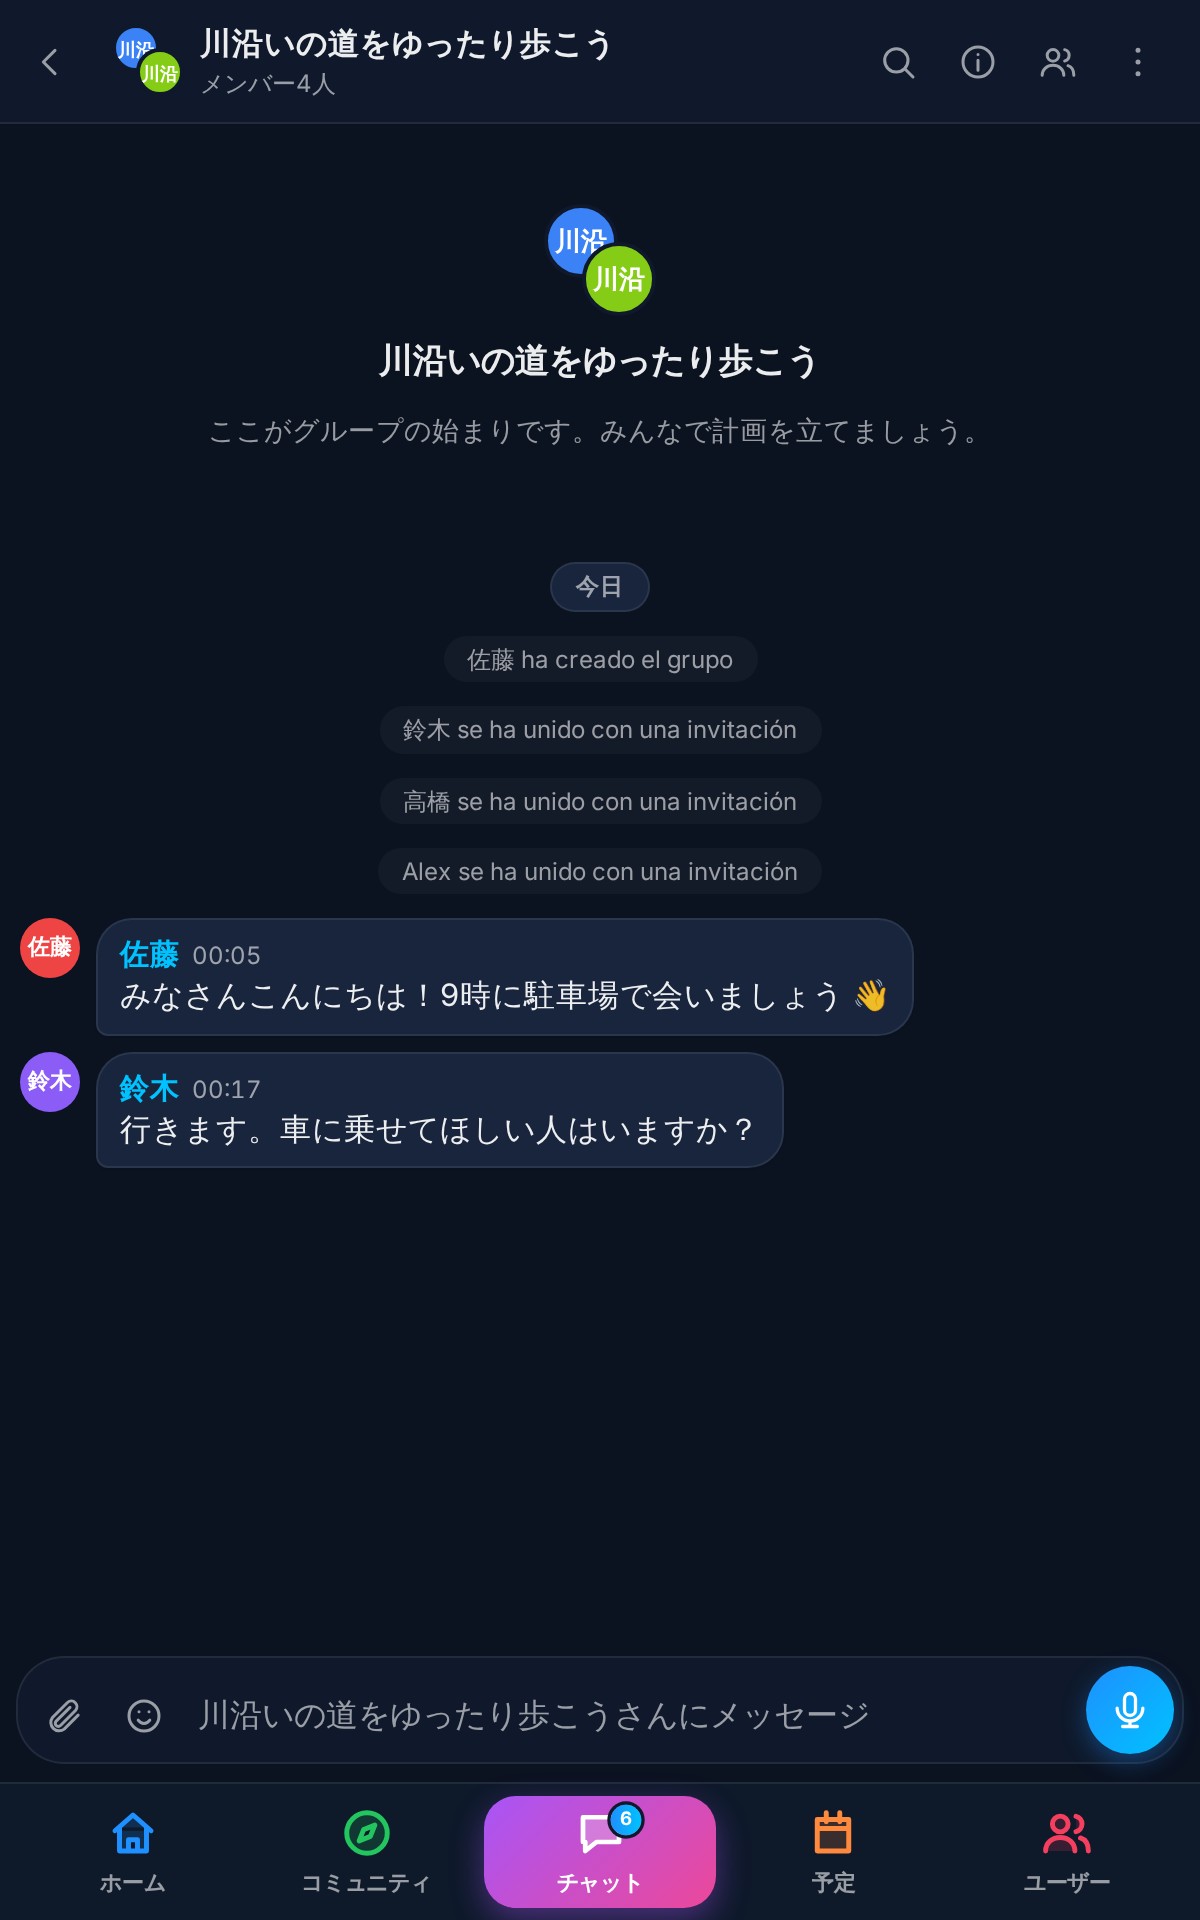 川沿
川沿
川沿いの道をゆったり歩こう
メンバー4人
川沿
川沿
川沿いの道をゆったり歩こう
ここがグループの始まりです。みんなで計画を立てましょう。
今日
佐藤 ha creado el grupo
鈴木 se ha unido con una invitación
高橋 se ha unido con una invitación
Alex se ha unido con una invitación
佐藤
佐藤 00:05
みなさんこんにちは！9時に駐車場で会いましょう 👋
鈴木
鈴木 00:17
行きます。車に乗せてほしい人はいますか？
川沿いの道をゆったり歩こうさんにメッセージ
6
ホーム
コミュニティ
チャット
予定
ユーザー